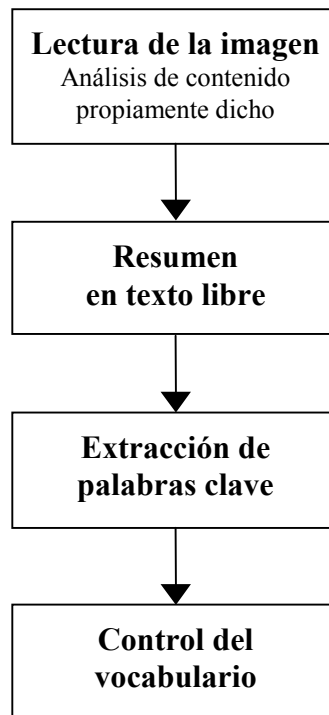 Lectura de la imagen
Análisis de contenido
propiamente dicho
Resumen
en texto libre
Extracción de
palabras clave
Control del
vocabulario